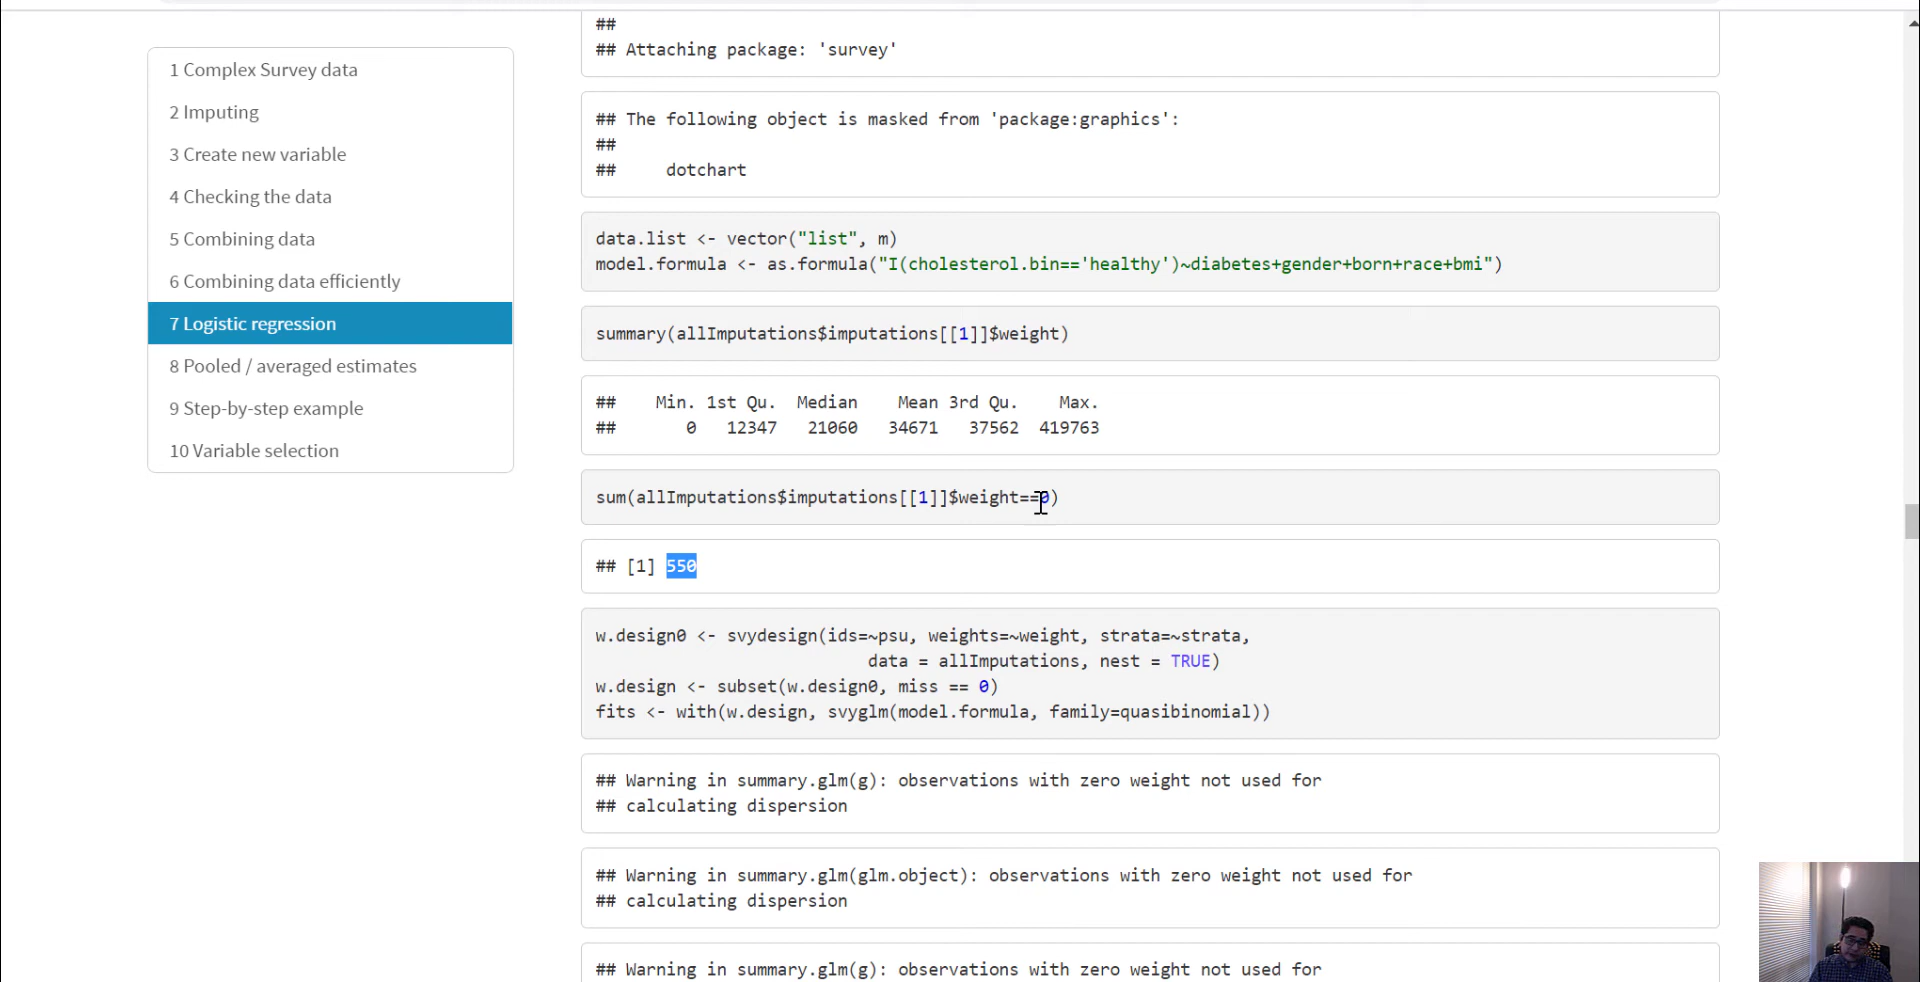 1 Complex Survey data
2 Imputing
3 Create new variable
4 Checking the data
5 Combining data
6 Combining data efficiently
7 Logistic regression
8 Pooled / averaged estimates
9 Step-by-step example
10 Variable selection
##
## Attaching package: 'survey'
## The following object is masked from 'package:graphics':
##
##     dotchart
data.list <- vector("list", m)
model.formula <- as.formula("I(cholesterol.bin=='healthy')~diabetes+gender+born+race+bmi")
summary(allImputations$imputations[[1]]$weight)
##    Min. 1st Qu.  Median    Mean 3rd Qu.    Max.
##       0   12347   21060   34671   37562  419763
sum(allImputations$imputations[[1]]$weight==0)
## [1] 550
w.design0 <- svydesign(ids=~psu, weights=~weight, strata=~strata,
                           data = allImputations, nest = TRUE)
w.design <- subset(w.design0, miss == 0)
fits <- with(w.design, svyglm(model.formula, family=quasibinomial))
## Warning in summary.glm(g): observations with zero weight not used for
## calculating dispersion
## Warning in summary.glm(glm.object): observations with zero weight not used for
## calculating dispersion
## Warning in summary.glm(g): observations with zero weight not used for